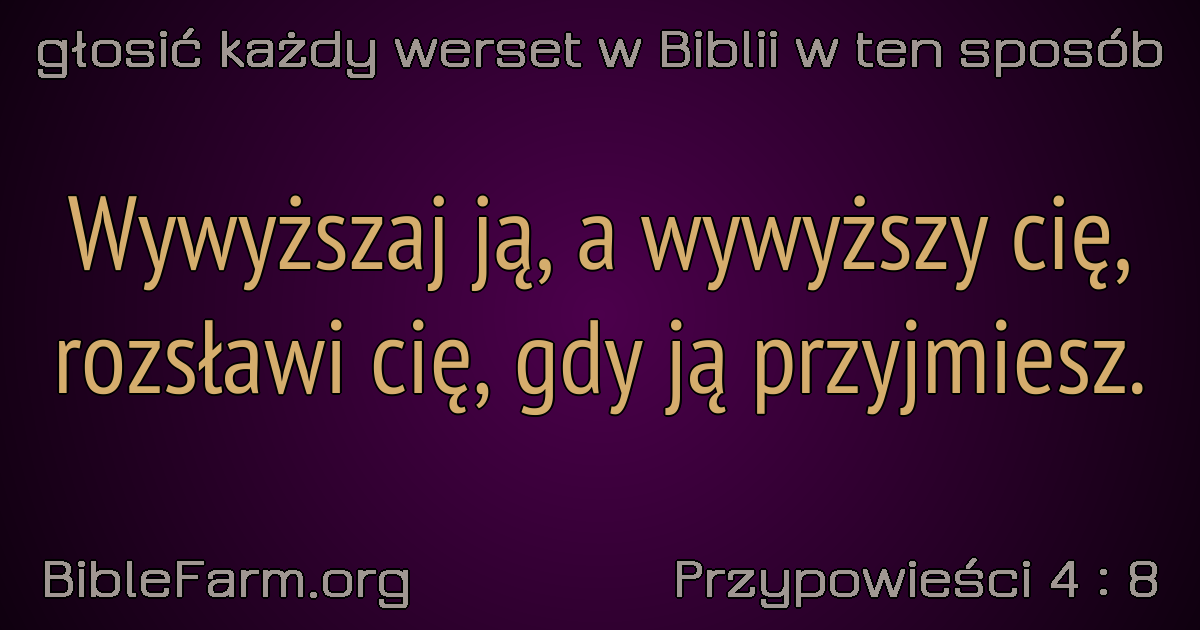 głosić każdy werset w Biblii w ten sposób
Wywyższaj ją, a wywyższy cię,
rozsławi cię, gdy ją przyjmiesz.
BibleFarm.org
Przypowieści 4 : 8